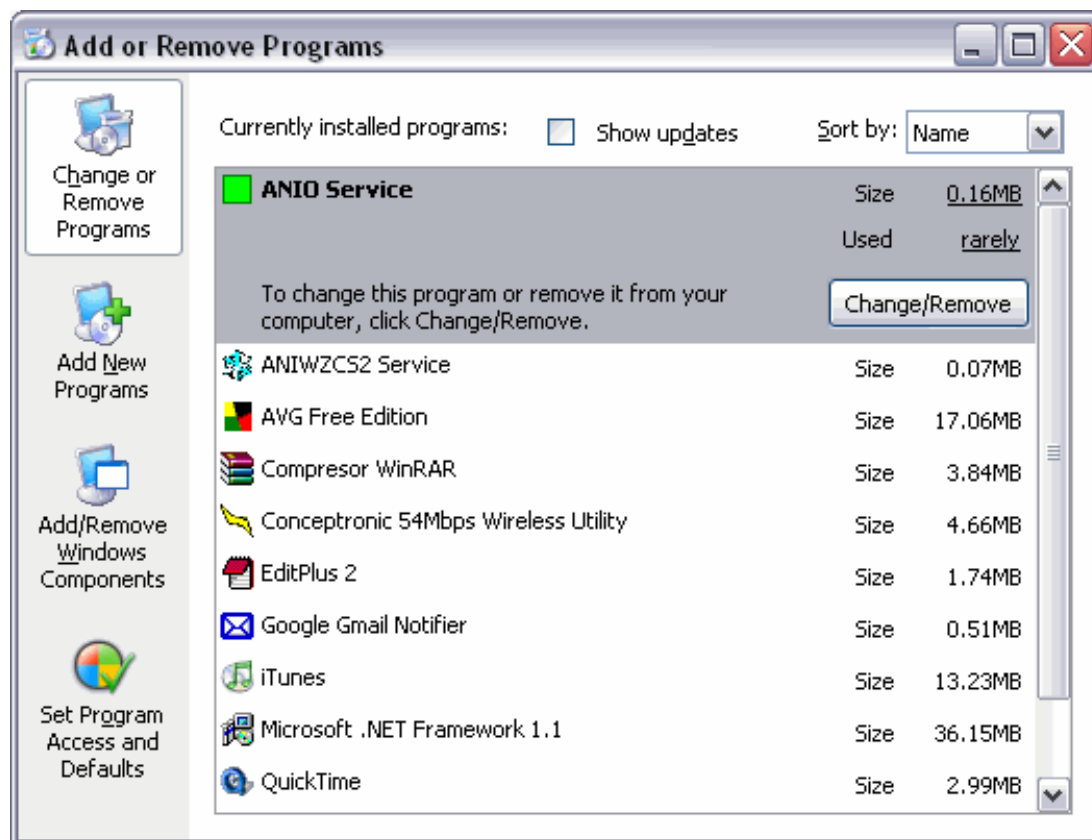 Add or Remove Programs
Change or
Remove
Programs
Add New
Programs
Add/Remove
Windows
Components
Set Program
Access and
Defaults
Currently installed programs: Show updates Sort by: Name
ANIO Service Size 0.16MB
Used rarely
To change this program or remove it from your
computer, click Change/Remove.
Change/Remove
ANIWZCS2 Service Size 0.07MB
AVG Free Edition Size 17.06MB
Compresor WinRAR Size 3.84MB
Conceptronic 54Mbps Wireless Utility Size 4.66MB
EditPlus 2 Size 1.74MB
Google Gmail Notifier Size 0.51MB
iTunes Size 13.23MB
Microsoft .NET Framework 1.1 Size 36.15MB
QuickTime Size 2.99MB